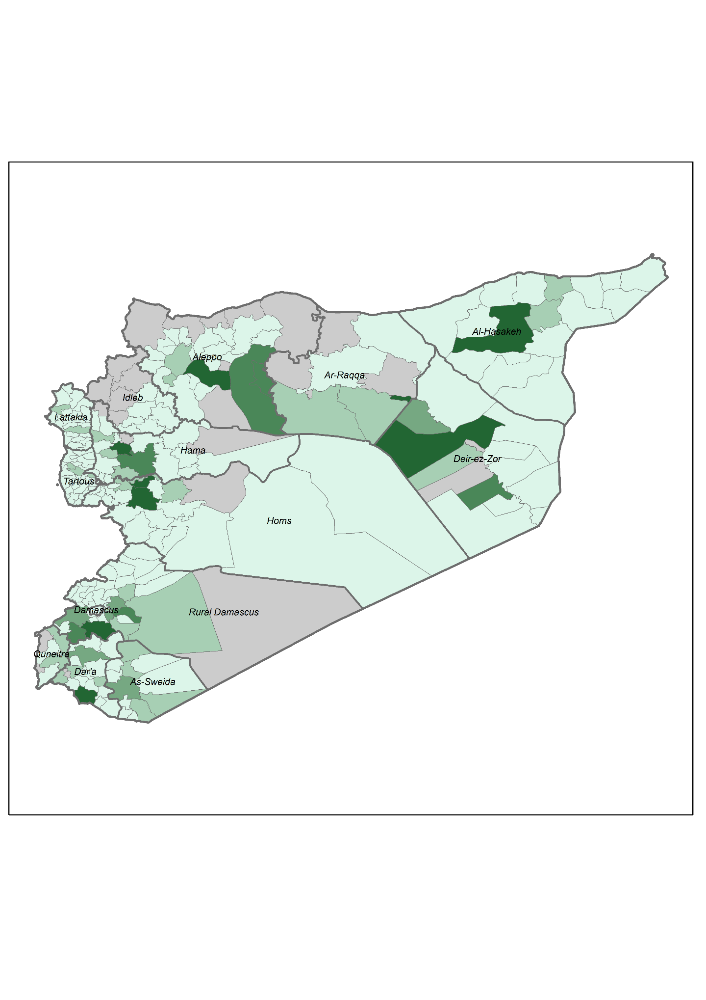 Al-Hasakeh
Aleppo
Ar-Raqqa
Idleb
Lattakia
Hama
Deir-ez-Zor
Tartous
Homs
Damascus
Rural Damascus
Quneitra
Dar'a
As-Sweida